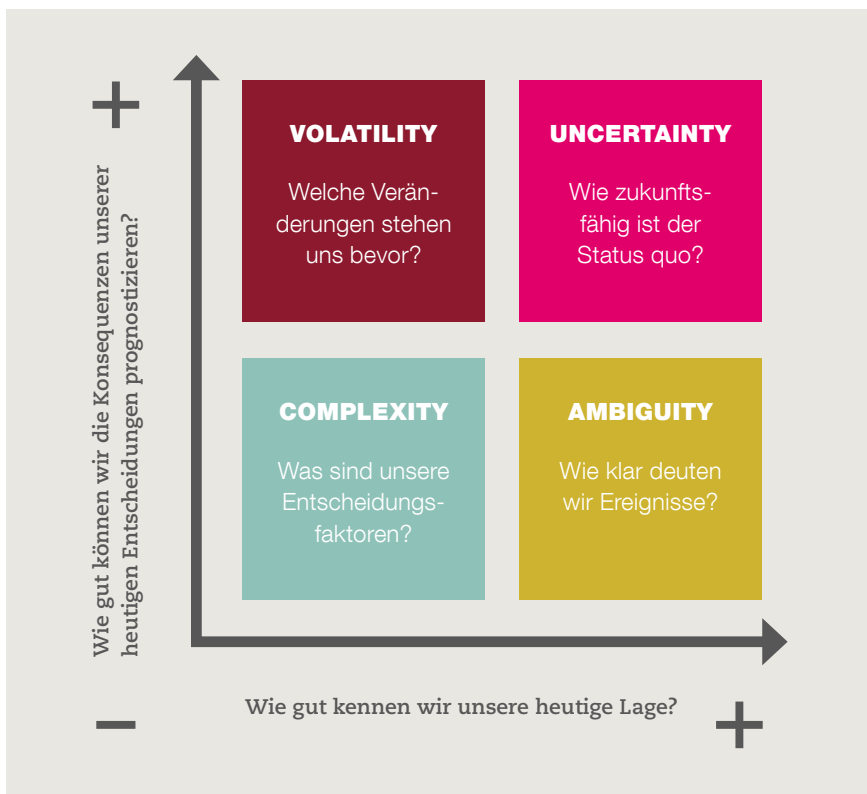 +
Wie gut können wir die Konsequenzen unserer
heutigen Entscheidungen prognostizieren?
–
VOLATILITY
Welche Verän-
derungen stehen
uns bevor?
UNCERTAINTY
Wie zukunfts-
fähig ist der
Status quo?
COMPLEXITY
Was sind unsere
Entscheidungs-
faktoren?
AMBIGUITY
Wie klar deuten
wir Ereignisse?
Wie gut kennen wir unsere heutige Lage?
+